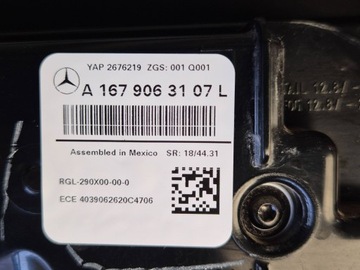 YAP 2676219 ZGS: 001 Q001
A 167 906 31 07 L
Assembled in Mexico SR: 18/44.31
RGL-290X00-00-0
ECE 4039062620C4706